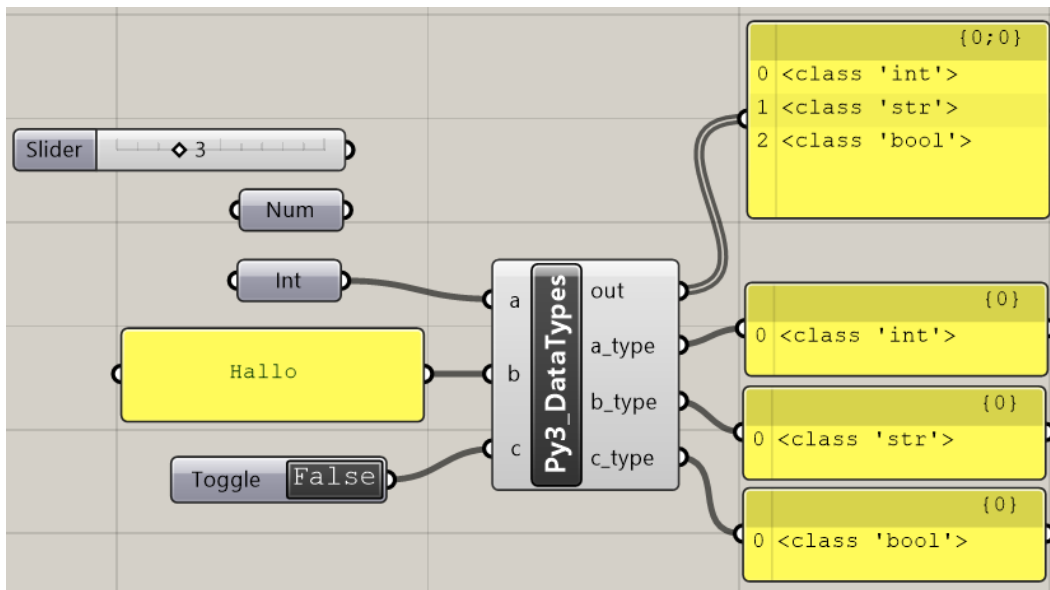 Slider 3
Num
Int
Hallo
Toggle False
a
b
c
Py3_DataTypes
out
a_type
b_type
c_type
{0;0}
0 <class 'int'>
1 <class 'str'>
2 <class 'bool'>
{0}
0 <class 'int'>
{0}
0 <class 'str'>
{0}
0 <class 'bool'>